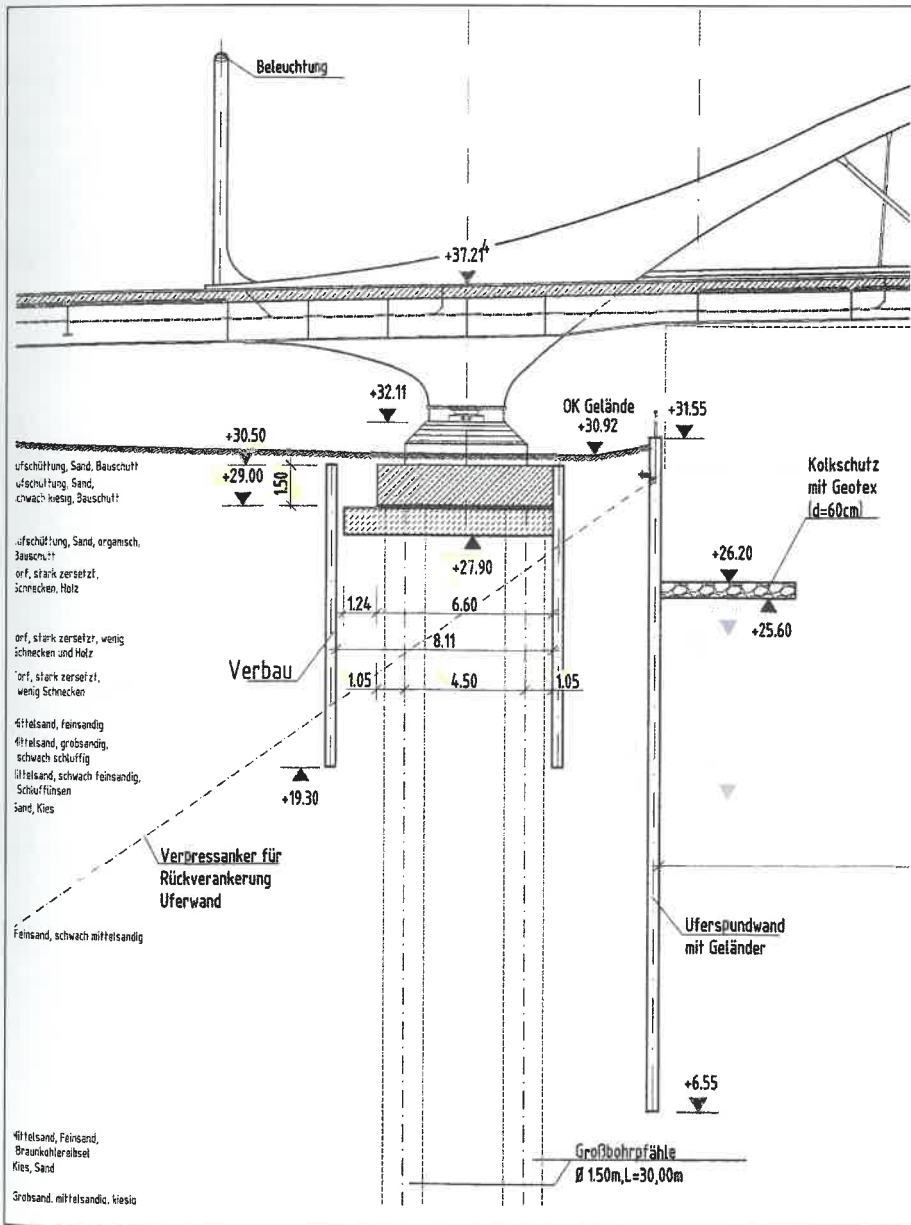 Beleuchtung
+37.21⁴
+32.11
OK Gelände
+30.92
+31.55
+30.50
+29.00
1.50
ufschüttung, Sand, Bauschutt
ufschüttung, Sand,
chwach kiesig, Bauschutt
Kolkschutz
mit Geotex
(d=60cm)
ufschüttung, Sand, organisch,
Bauschutt
orf, stark zersetzt,
Schnecken, Holz
+27.90
+26.20
+25.60
1.24
6.60
8.11
orf, stark zersetzt, wenig
Schnecken und Holz
Verbau
orf, stark zersetzt,
wenig Schnecken
1.05
4.50
1.05
Mittelsand, feinsandig
Mittelsand, grobsandig,
schwach schluffig
Mittelsand, schwach feinsandig,
Schlufflinsen
Sand, Kies
+19.30
Verpressanker für
Rückverankerung
Uferwand
Feinsand, schwach mittelsandig
Uferspundwand
mit Geländer
+6.55
Mittelsand, Feinsand,
Kies, Sand
Großbohrpfähle
Ø 1.50m,L=30,00m
Grobsand, mittelsandig, kiesig